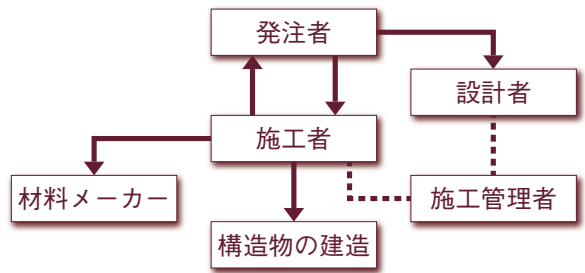 発注者
設計者
施工者
材料メーカー
施工管理者
構造物の建造